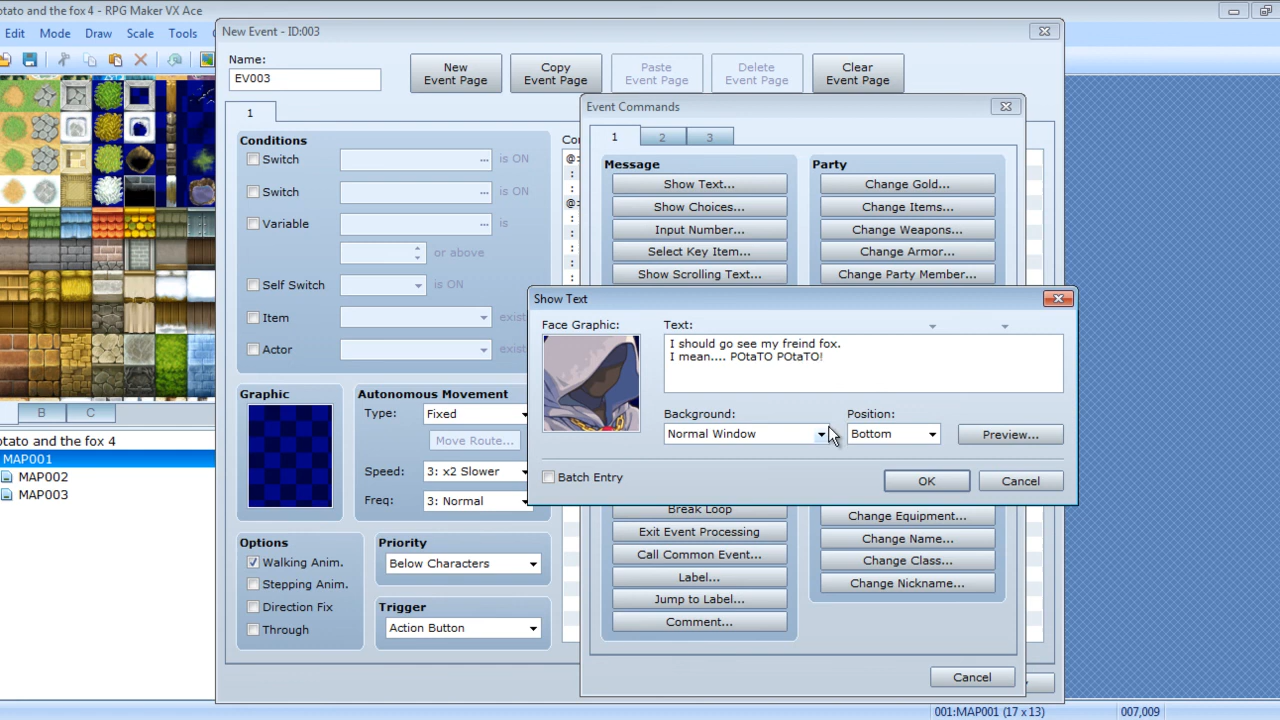 otato and the fox 4 - RPG Maker VX Ace
Edit Mode Draw Scale Tools
New Event - ID:003
Name:
EV003
New Event Page
Copy Event Page
Paste Event Page
Delete Event Page
Clear Event Page
1
Conditions
Switch ... is ON
Switch ... is ON
Variable ... is
or above
Self Switch is ON
Item exist
Actor exist
Graphic:
Autonomous Movement
Type: Fixed
Move Route...
Speed: 3: x2 Slower
Freq: 3: Normal
Options
Walking Anim.
Stepping Anim.
Direction Fix
Through
Priority
Below Characters
Trigger
Action Button
Co
@>
:
:
@>
:
:
:
:
Event Commands
1 2 3
Message
Show Text...
Show Choices...
Input Number...
Select Key Item...
Show Scrolling Text...
Party
Change Gold...
Change Items...
Change Weapons...
Change Armor...
Change Party Member...
Show Text
Face Graphic:
Text:
I should go see my freind fox.
I mean.... POtaTO POtaTO!
Background:
Normal Window
Position:
Bottom
Preview...
Batch Entry
OK
Cancel
Break Loop
Exit Event Processing
Call Common Event...
Label...
Jump to Label...
Comment...
Change Equipment...
Change Name...
Change Class...
Change Nickname...
Cancel
B C
otato and the fox 4
MAP001
MAP002
MAP003
001:MAP001 (17 x 13)
007,009